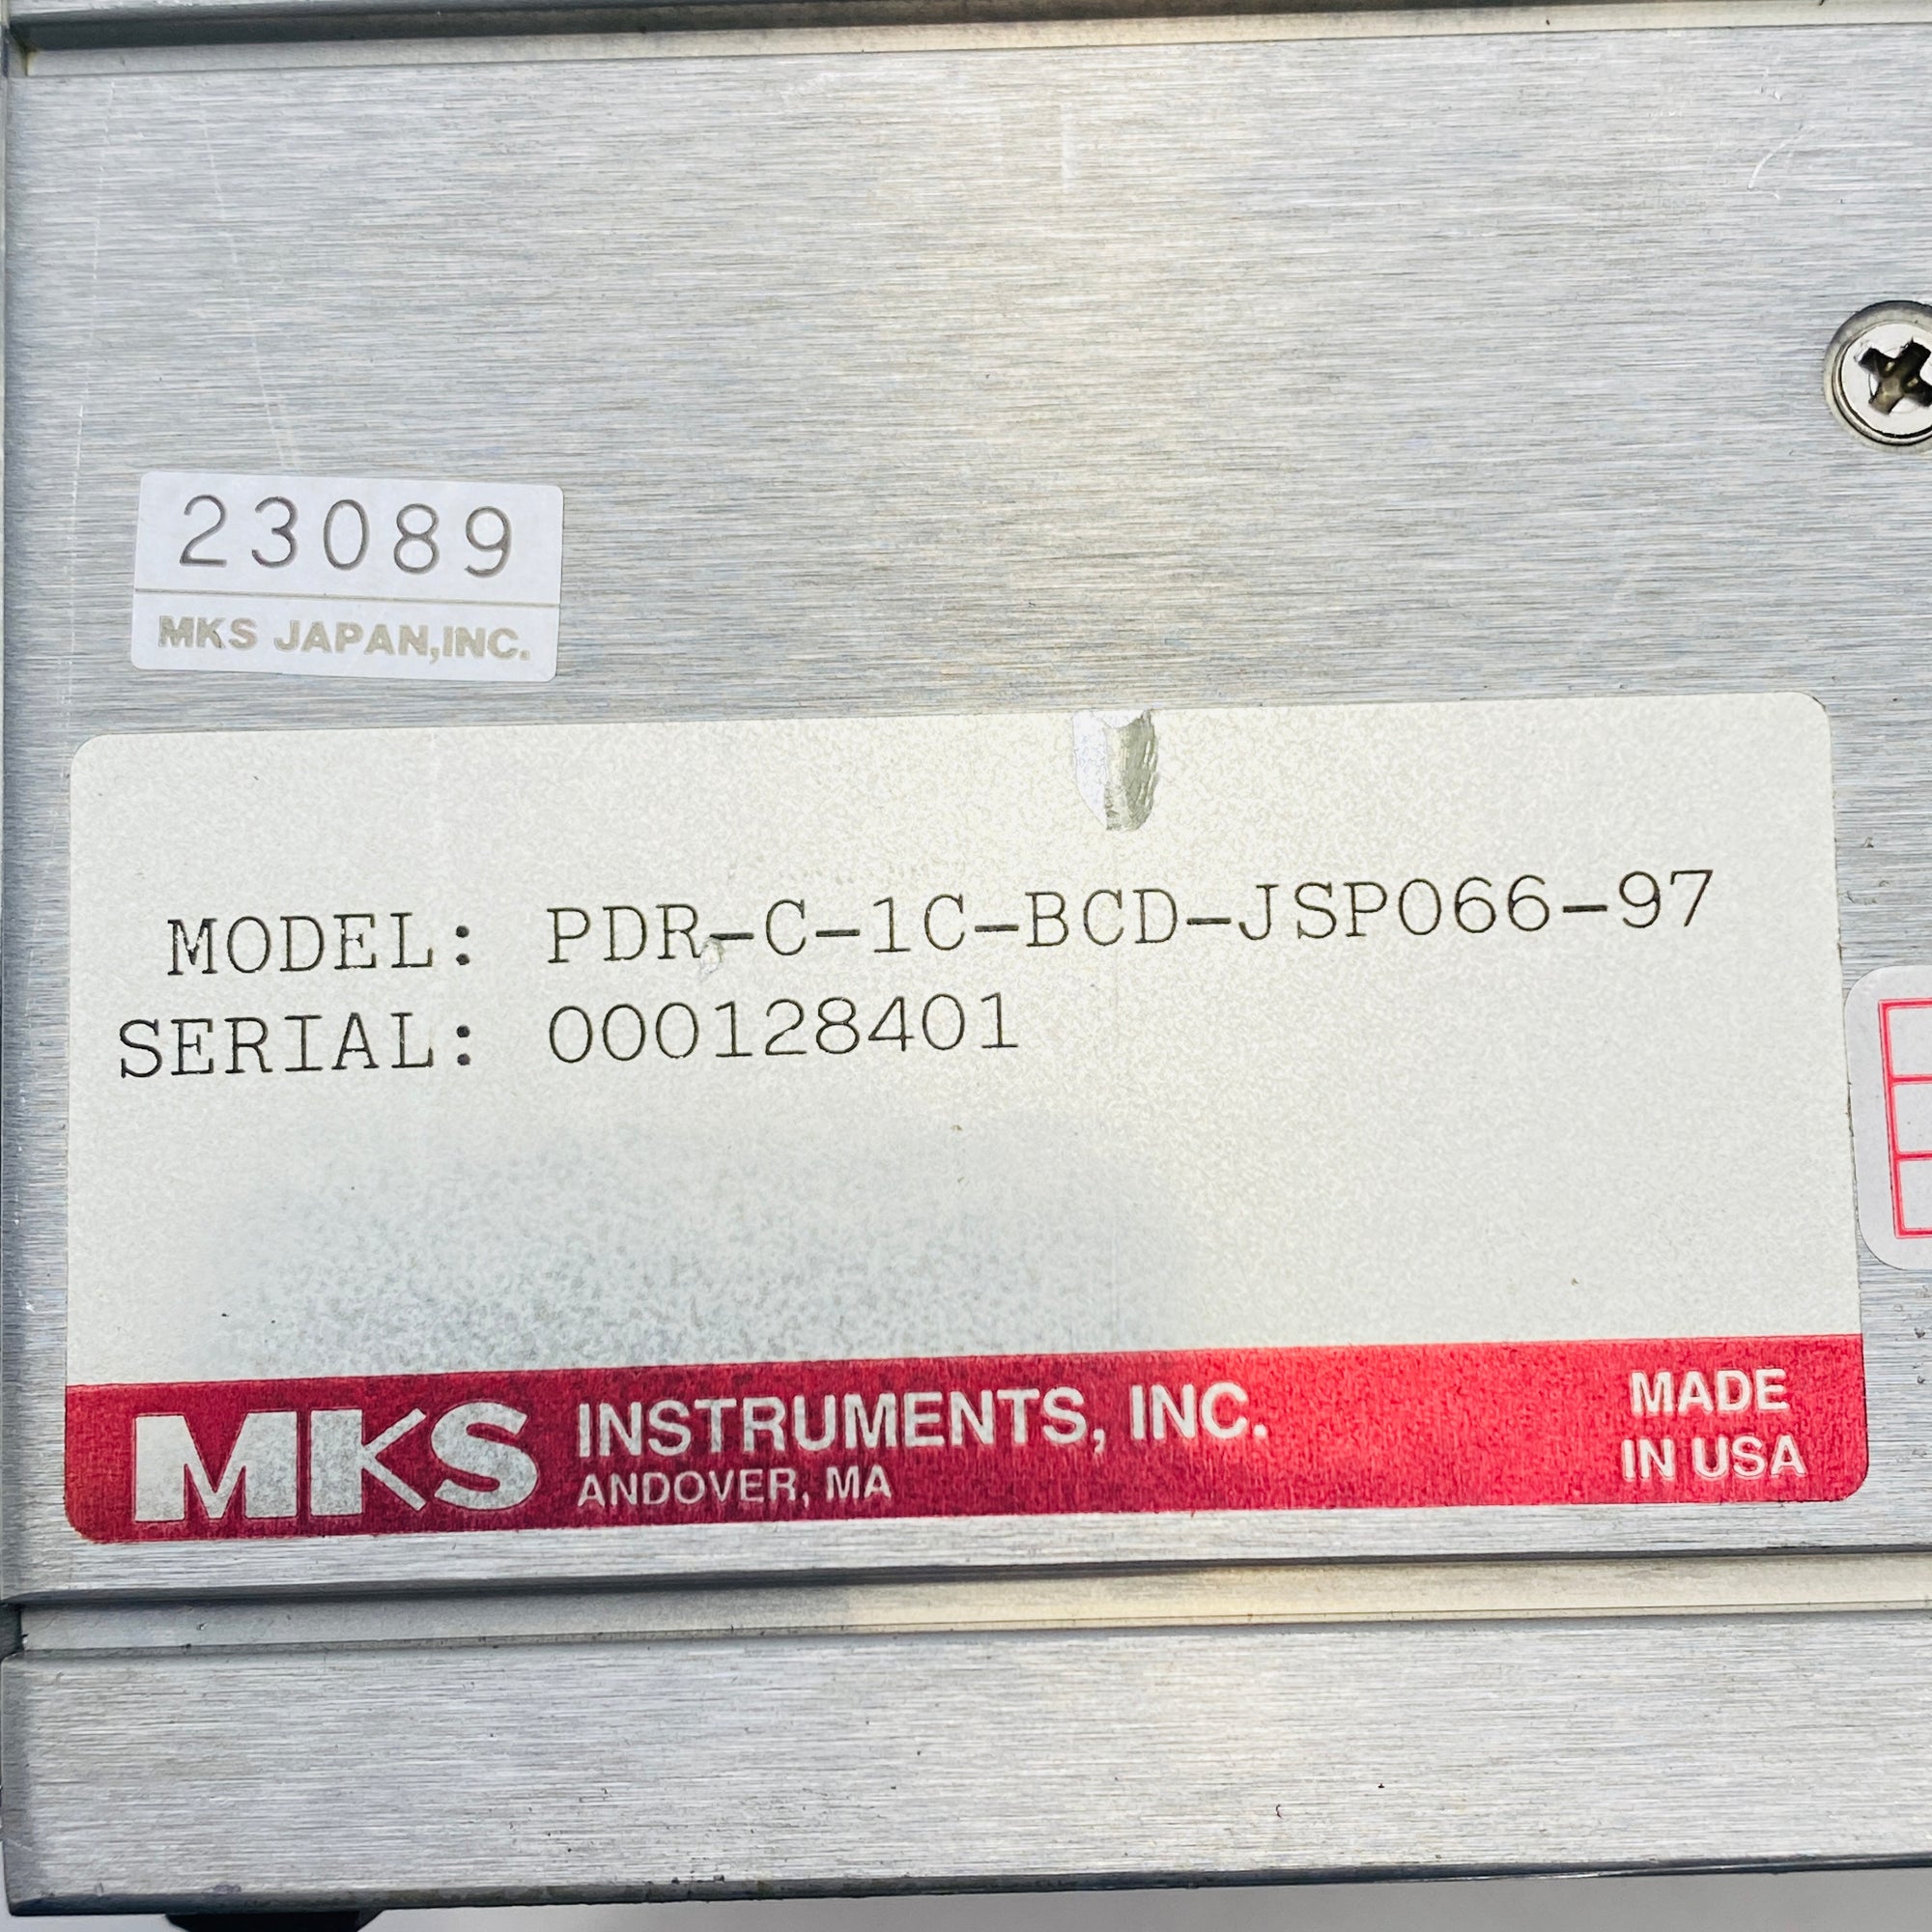 23089
MKS JAPAN,INC.
MODEL: PDR-C-1C-BCD-JSP066-97
SERIAL: 000128401
MKS INSTRUMENTS, INC.
ANDOVER, MA
MADE
IN USA